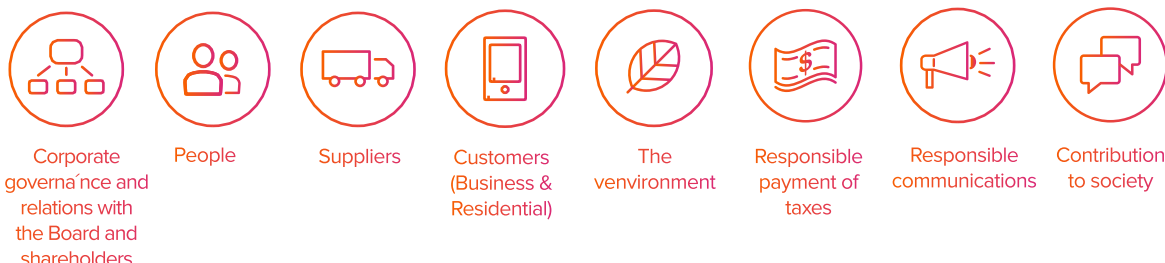 Corporate
governa´nce and
relations with
the Board and
shareholders
People
Suppliers
Customers
(Business &
Residential)
The
venvironment
$
Responsible
payment of
taxes
Responsible
communications
Contribution
to society